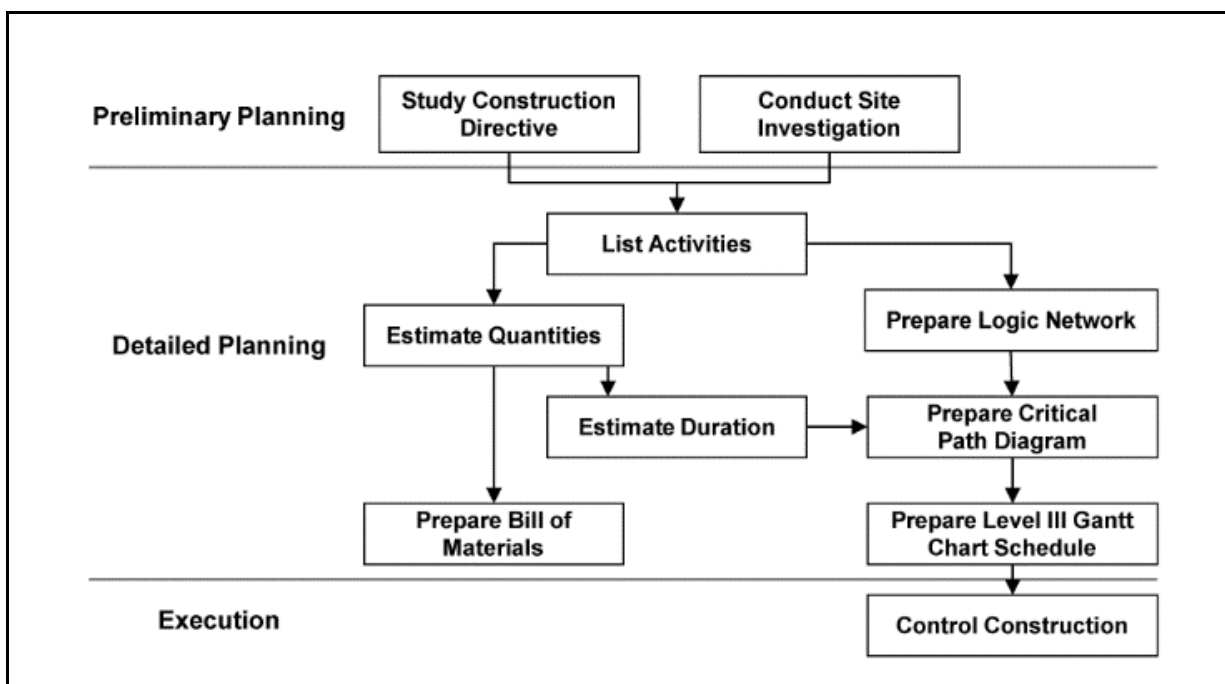 Preliminary Planning
Study Construction
Directive
Conduct Site
Investigation
List Activities
Detailed Planning
Estimate Quantities
Prepare Logic Network
Estimate Duration
Prepare Critical
Path Diagram
Prepare Bill of
Materials
Prepare Level III Gantt
Chart Schedule
Execution
Control Construction